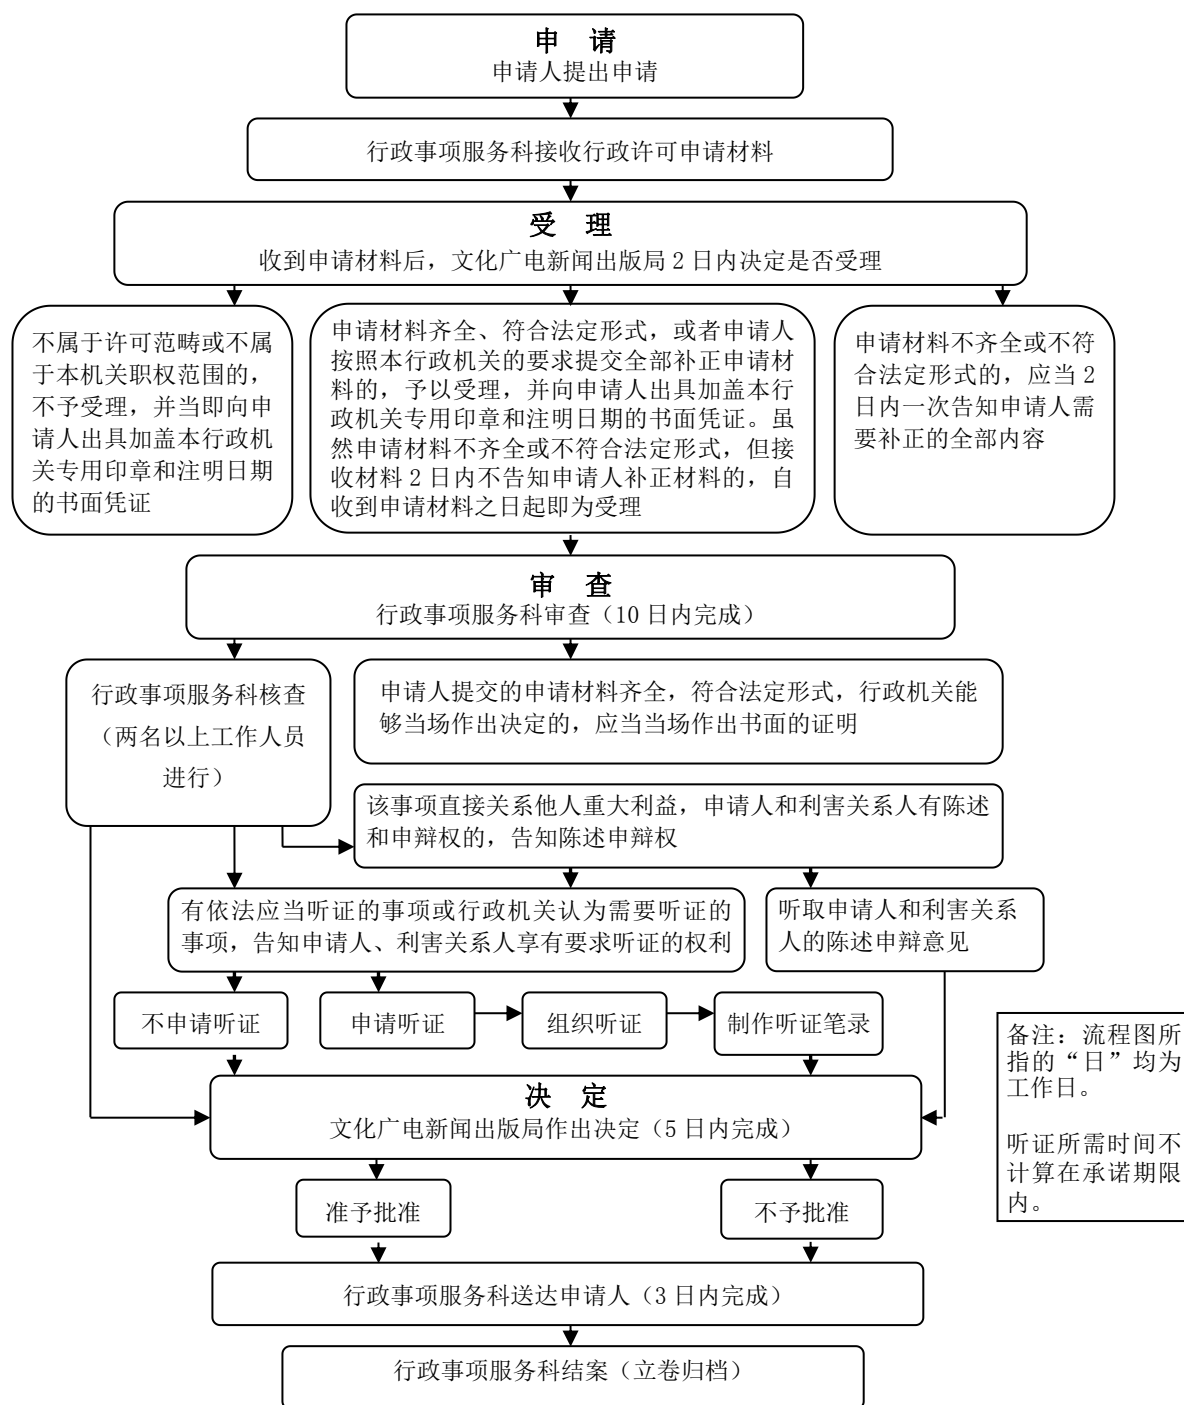 申 请
申请人提出申请
行政事项服务科接收行政许可申请材料
受 理
收到申请材料后，文化广电新闻出版局 2 日内决定是否受理
不属于许可范畴或不属
于本机关职权范围的，
不予受理，并当即向申
请人出具加盖本行政机
关专用印章和注明日期
的书面凭证
申请材料齐全、符合法定形式，或者申请人
按照本行政机关的要求提交全部补正申请材
料的，予以受理，并向申请人出具加盖本行
政机关专用印章和注明日期的书面凭证。虽
然申请材料不齐全或不符合法定形式，但接
收材料 2 日内不告知申请人补正材料的，自
收到申请材料之日起即为受理
申请材料不齐全或不符
合法定形式的，应当 2
日内一次告知申请人需
要补正的全部内容
审 查
行政事项服务科审查（10 日内完成）
行政事项服务科核查
（两名以上工作人员
进行）
申请人提交的申请材料齐全，符合法定形式，行政机关能
够当场作出决定的，应当当场作出书面的证明
该事项直接关系他人重大利益，申请人和利害关系人有陈述
和申辩权的，告知陈述申辩权
有依法应当听证的事项或行政机关认为需要听证的
事项，告知申请人、利害关系人享有要求听证的权利
听取申请人和利害关系
人的陈述申辩意见
不申请听证
申请听证
组织听证
制作听证笔录
备注：流程图所
指的“日”均为
工作日。
听证所需时间不
计算在承诺期限
内。
决 定
文化广电新闻出版局作出决定（5 日内完成）
准予批准
不予批准
行政事项服务科送达申请人（3 日内完成）
行政事项服务科结案（立卷归档）